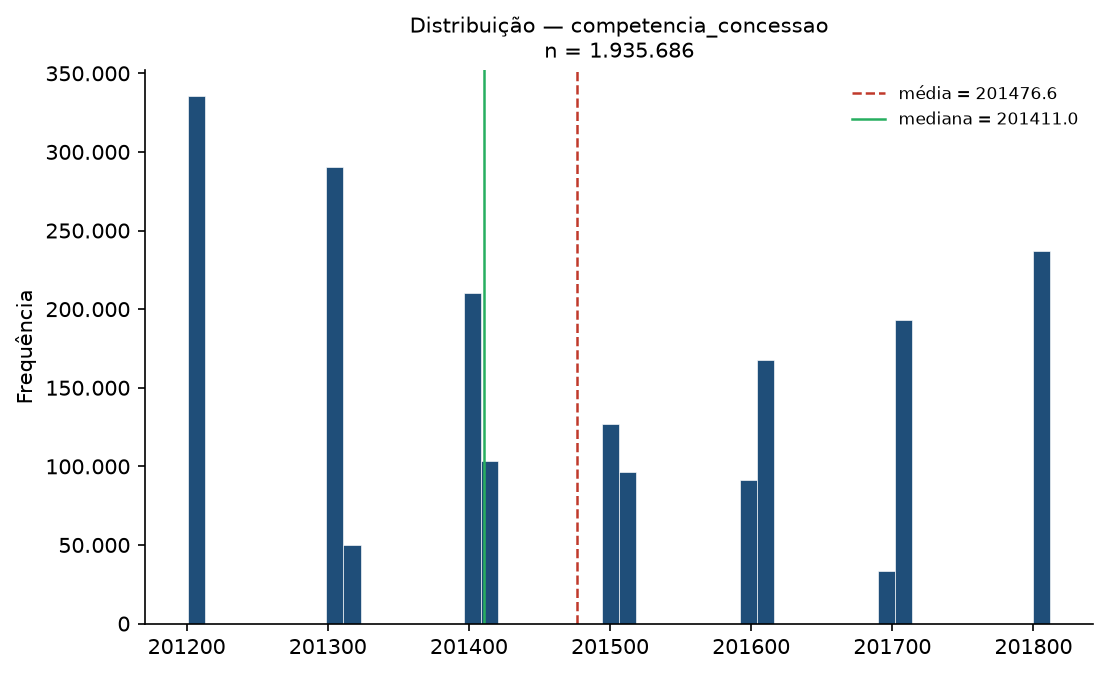 Distribuição — competencia_concessao
n = 1.935.686
média = 201476.6
mediana = 201411.0
Frequência
350.000
300.000
250.000
200.000
150.000
100.000
50.000
0
201200 201300 201400 201500 201600 201700 201800